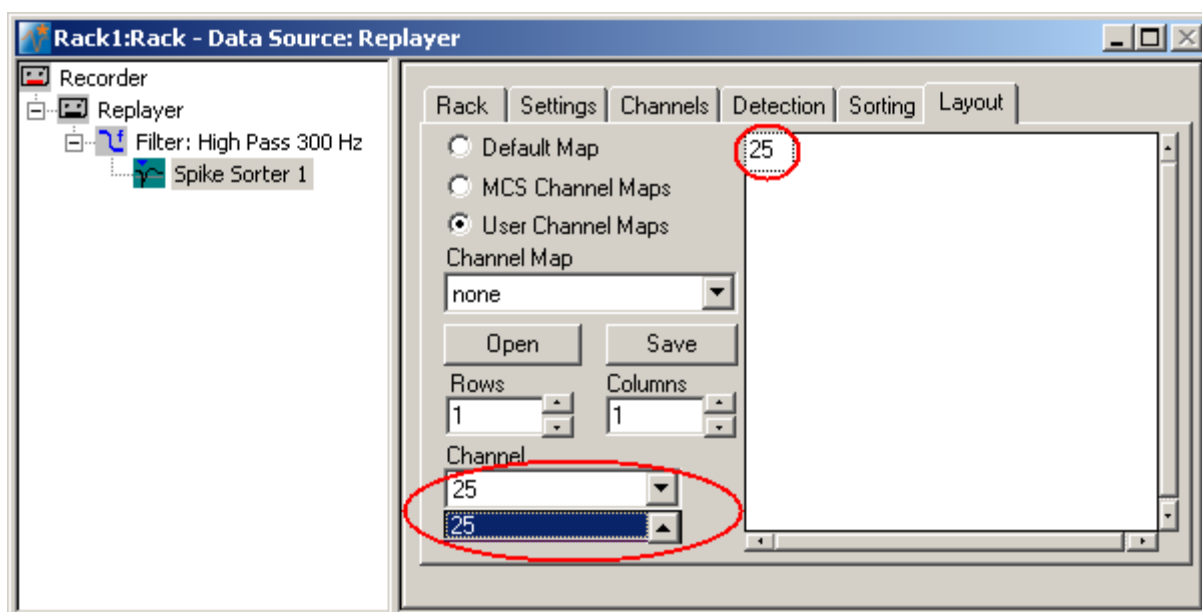 Rack1:Rack - Data Source: Replayer
Recorder
Replayer
Filter: High Pass 300 Hz
Spike Sorter 1
Rack Settings Channels Detection Sorting Layout
Default Map
MCS Channel Maps
User Channel Maps
Channel Map
none
Open Save
Rows Columns
1 1
Channel
25
25
25